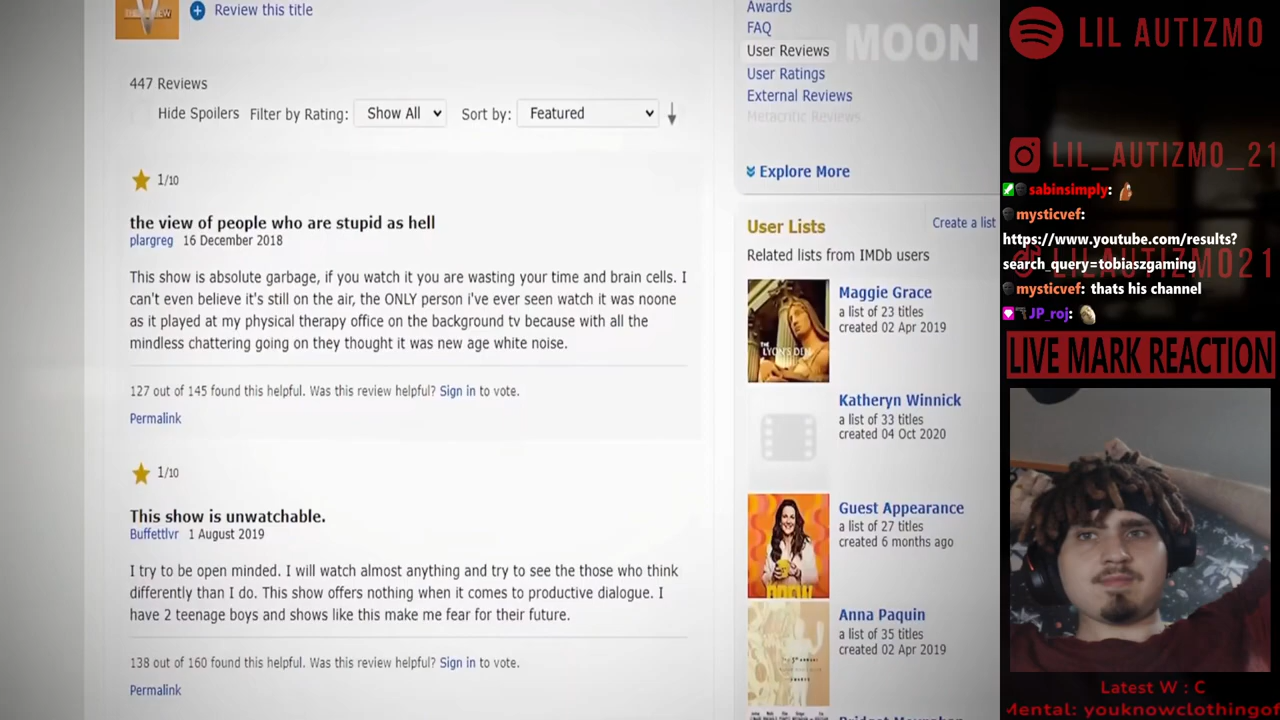 Review this title
447 Reviews
Hide Spoilers Filter by Rating: Show All Sort by: Featured
1/10
the view of people who are stupid as hell
plargreg 16 December 2018
This show is absolute garbage, if yoquerch it you are wasting your time and brain cells. I
can't even believe it's still on the air, the ONLY person i've ever seen watch it was noone
as it played at my physical therapy office on the background tv because with all the
mindless chattering going on they thought it was new age white noise.
127 out of 145 found this helpful. Was this review helpful? Sign in to vote.
Permalink
1/10
This show is unwatchable.
Buffettlvr 1 August 2019
I try to be open minded. I will watch almost anything and try to see the those who think
differently than I do. This show offers nothing when it comes to productive dialogue. I
have 2 teenage boys and shows like this make me fear for their future.
138 out of 160 found this helpful. Was this review helpful? Sign in to vote.
Permalink
Awards
FAQ
User Reviews
User Ratings
External Reviews
Metacritic Reviews
Explore More
MOON
User Lists Create a list
Related lists from IMDb users
Maggie Grace
a list of 23 titles
created 02 Apr 2019
THE LYON'S DEN
Katheryn Winnick
a list of 33 titles
created 04 Oct 2020
Guest Appearance
a list of 27 titles
created 6 months ago
Anna Paquin
a list of 35 titles
created 02 Apr 2019
LIL AUTIZMO
LIL_AUTIZMO_21
sabinsimply:
mysticvef:
https://www.youtube.com/results?
search_query=tobiaszgaming
LILAUTIZMO21
mysticvef: thats his channel
JP_roj:
LIVE MARK REACTION
Latest W : C
Mental: youknowclothingof